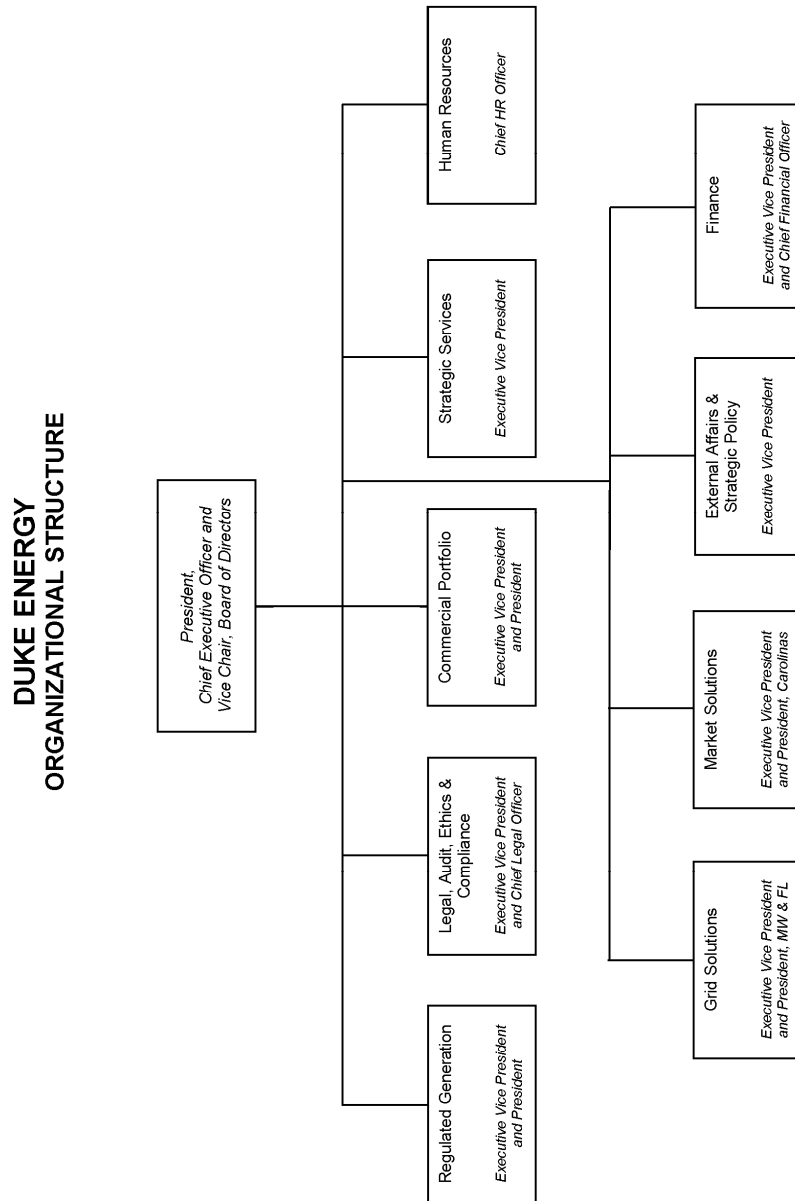 DUKE ENERGY
ORGANIZATIONAL STRUCTURE
President,
Chief Executive Officer and
Vice Chair, Board of Directors
Regulated Generation
Executive Vice President
and President
Legal, Audit, Ethics &
Compliance
Executive Vice President
and Chief Legal Officer
Commercial Portfolio
Executive Vice President
and President
Strategic Services
Executive Vice President
Human Resources
Chief HR Officer
Grid Solutions
Executive Vice President
and President, MW & FL
Market Solutions
Executive Vice President
and President, Carolinas
External Affairs &
Strategic Policy
Executive Vice President
Finance
Executive Vice President
and Chief Financial Officer